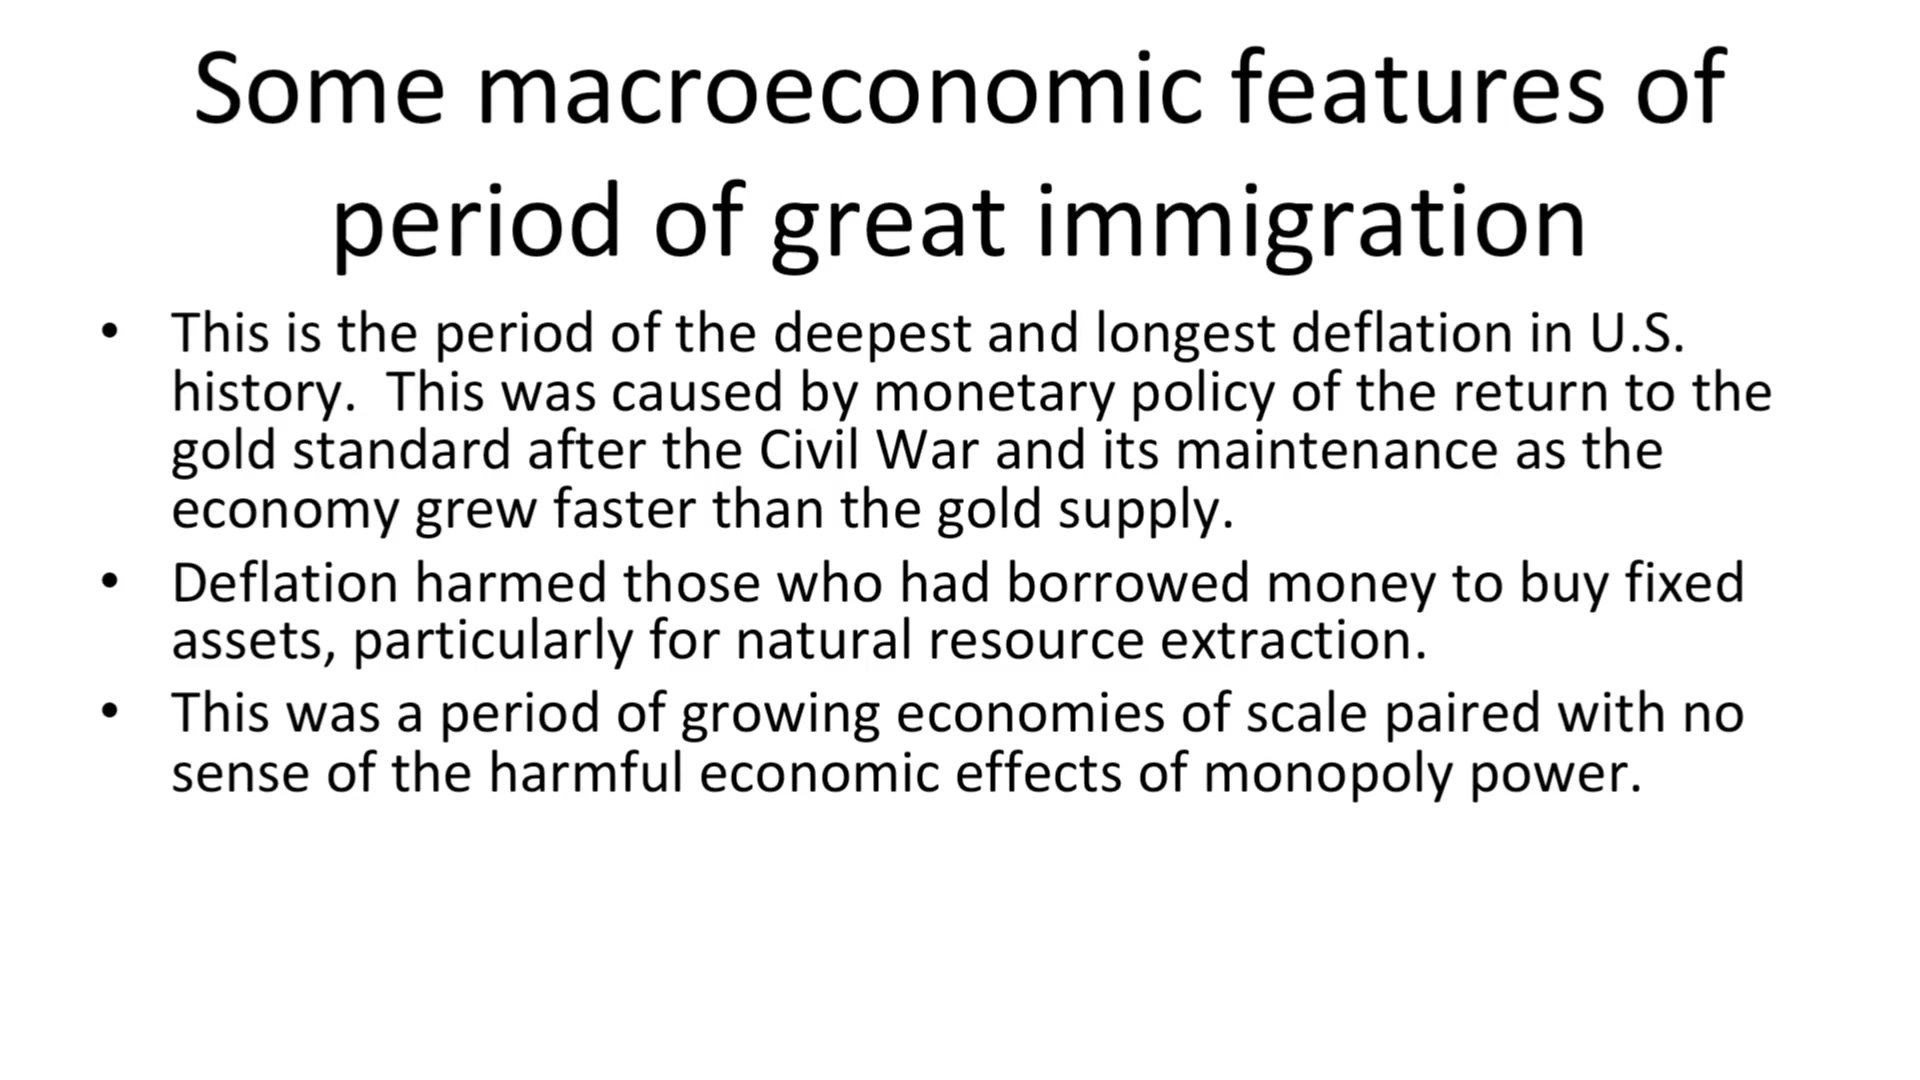 Some macroeconomic features of
period of great immigration
• This is the period of the deepest and longest deflation in U.S.
history.  This was caused by monetary policy of the return to the
gold standard after the Civil War and its maintenance as the
economy grew faster than the gold supply.
• Deflation harmed those who had borrowed money to buy fixed
assets, particularly for natural resource extraction.
• This was a period of growing economies of scale paired with no
sense of the harmful economic effects of monopoly power.